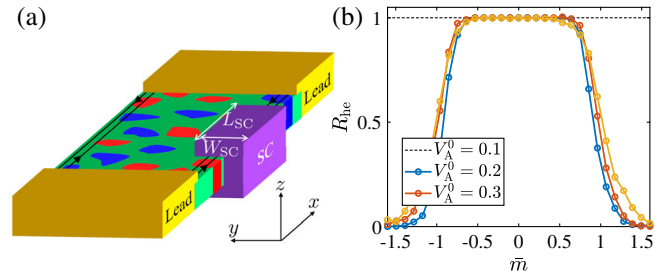 (a)
Lead
L_SC
W_SC
SC
Lead
z
x
y
(b)
R_he
1
0.5
0
V_A^0 = 0.1
V_A^0 = 0.2
V_A^0 = 0.3
-1.5 -1 -0.5 0 0.5 1 1.5
m̄